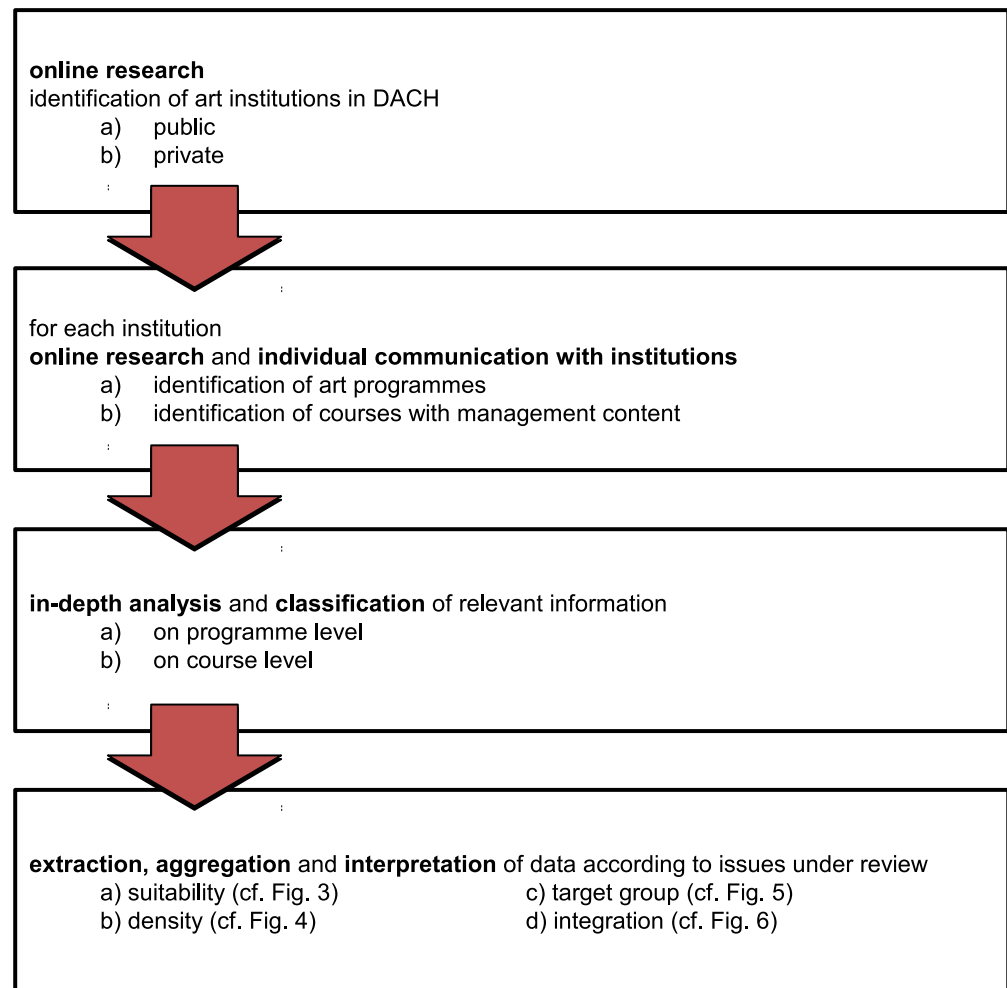 online research
identification of art institutions in DACH
a) public
b) private
for each institution
online research and individual communication with institutions
a) identification of art programmes
b) identification of courses with management content
in-depth analysis and classification of relevant information
a) on programme level
b) on course level
extraction, aggregation and interpretation of data according to issues under review
a) suitability (cf. Fig. 3) c) target group (cf. Fig. 5)
b) density (cf. Fig. 4) d) integration (cf. Fig. 6)